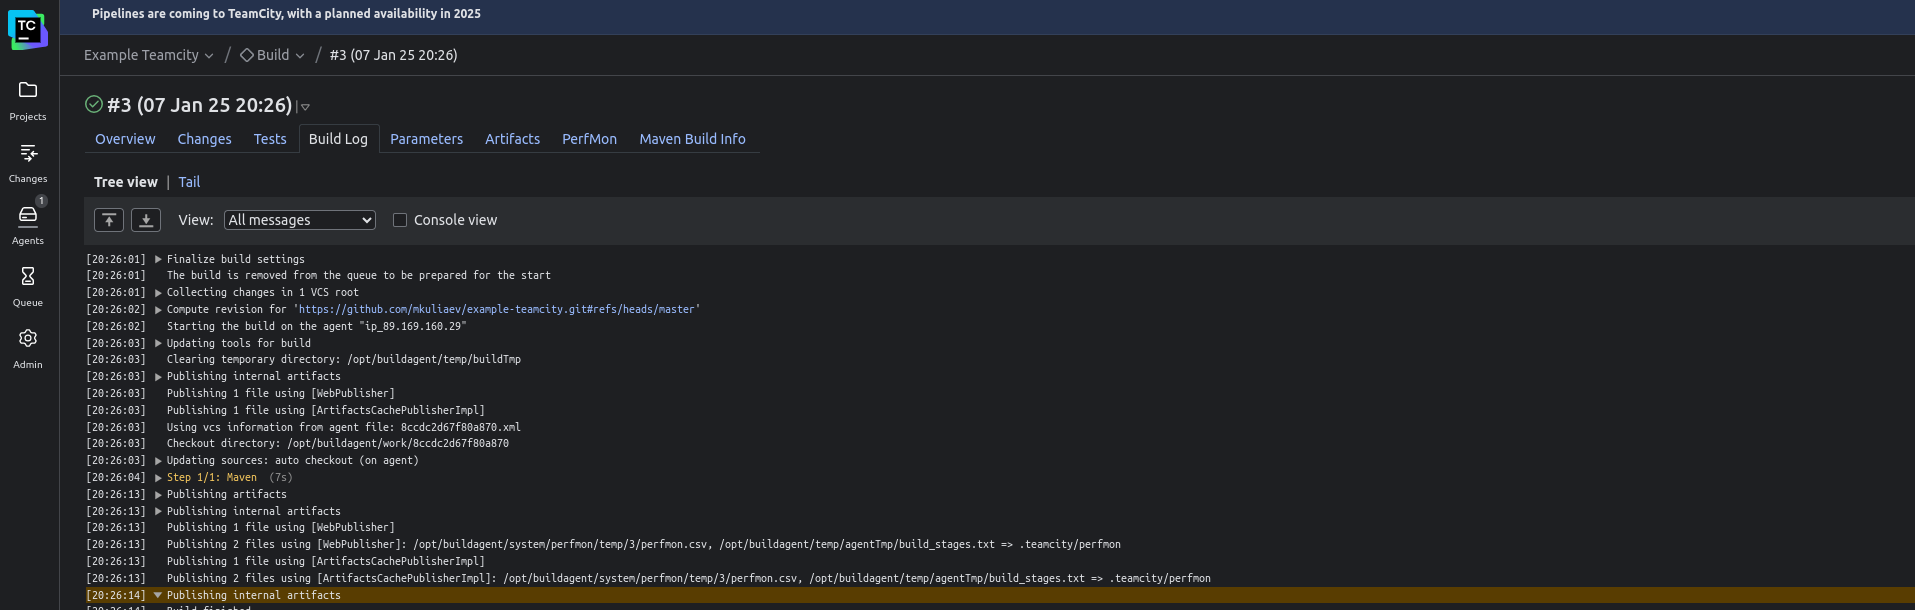 Pipelines are coming to TeamCity, with a planned availability in 2025
TC
Example Teamcity / Build / #3 (07 Jan 25 20:26)
#3 (07 Jan 25 20:26)
Projects
Overview Changes Tests Build Log Parameters Artifacts PerfMon Maven Build Info
Changes
Tree view | Tail
1
Agents
View: All messages Console view
Queue
Admin
[20:26:01] Finalize build settings
[20:26:01] The build is removed from the queue to be prepared for the start
[20:26:01] Collecting changes in 1 VCS root
[20:26:02] Compute revision for 'https://github.com/mkuliaev/example-teamcity.git#refs/heads/master'
[20:26:02] Starting the build on the agent "ip_89.169.160.29"
[20:26:03] Updating tools for build
[20:26:03] Clearing temporary directory: /opt/buildagent/temp/buildTmp
[20:26:03] Publishing internal artifacts
[20:26:03] Publishing 1 file using [WebPublisher]
[20:26:03] Publishing 1 file using [ArtifactsCachePublisherImpl]
[20:26:03] Using vcs information from agent file: 8ccdc2d67f80a870.xml
[20:26:03] Checkout directory: /opt/buildagent/work/8ccdc2d67f80a870
[20:26:03] Updating sources: auto checkout (on agent)
[20:26:04] Step 1/1: Maven (7s)
[20:26:13] Publishing artifacts
[20:26:13] Publishing internal artifacts
[20:26:13] Publishing 1 file using [WebPublisher]
[20:26:13] Publishing 2 files using [WebPublisher]: /opt/buildagent/system/perfmon/temp/3/perfmon.csv, /opt/buildagent/temp/agentTmp/build_stages.txt => .teamcity/perfmon
[20:26:13] Publishing 1 file using [ArtifactsCachePublisherImpl]
[20:26:13] Publishing 2 files using [ArtifactsCachePublisherImpl]: /opt/buildagent/system/perfmon/temp/3/perfmon.csv, /opt/buildagent/temp/agentTmp/build_stages.txt => .teamcity/perfmon
[20:26:14] Publishing internal artifacts
[20:26:14] Build finished